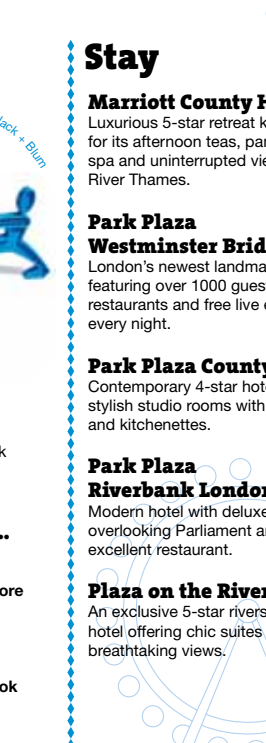 ack + Blum
k
..
ore
ok
Stay
Marriott County H
Luxurious 5-star retreat k
for its afternoon teas, pa
spa and uninterrupted vie
River Thames.
Park Plaza
Westminster Brid
London's newest landma
featuring over 1000 gues
restaurants and free live e
every night.
Park Plaza County
Contemporary 4-star hote
stylish studio rooms with
and kitchenettes.
Park Plaza
Riverbank London
Modern hotel with deluxe
overlooking Parliament a
excellent restaurant.
Plaza on the River
An exclusive 5-star rivers
hotel offering chic suites
breathtaking views.